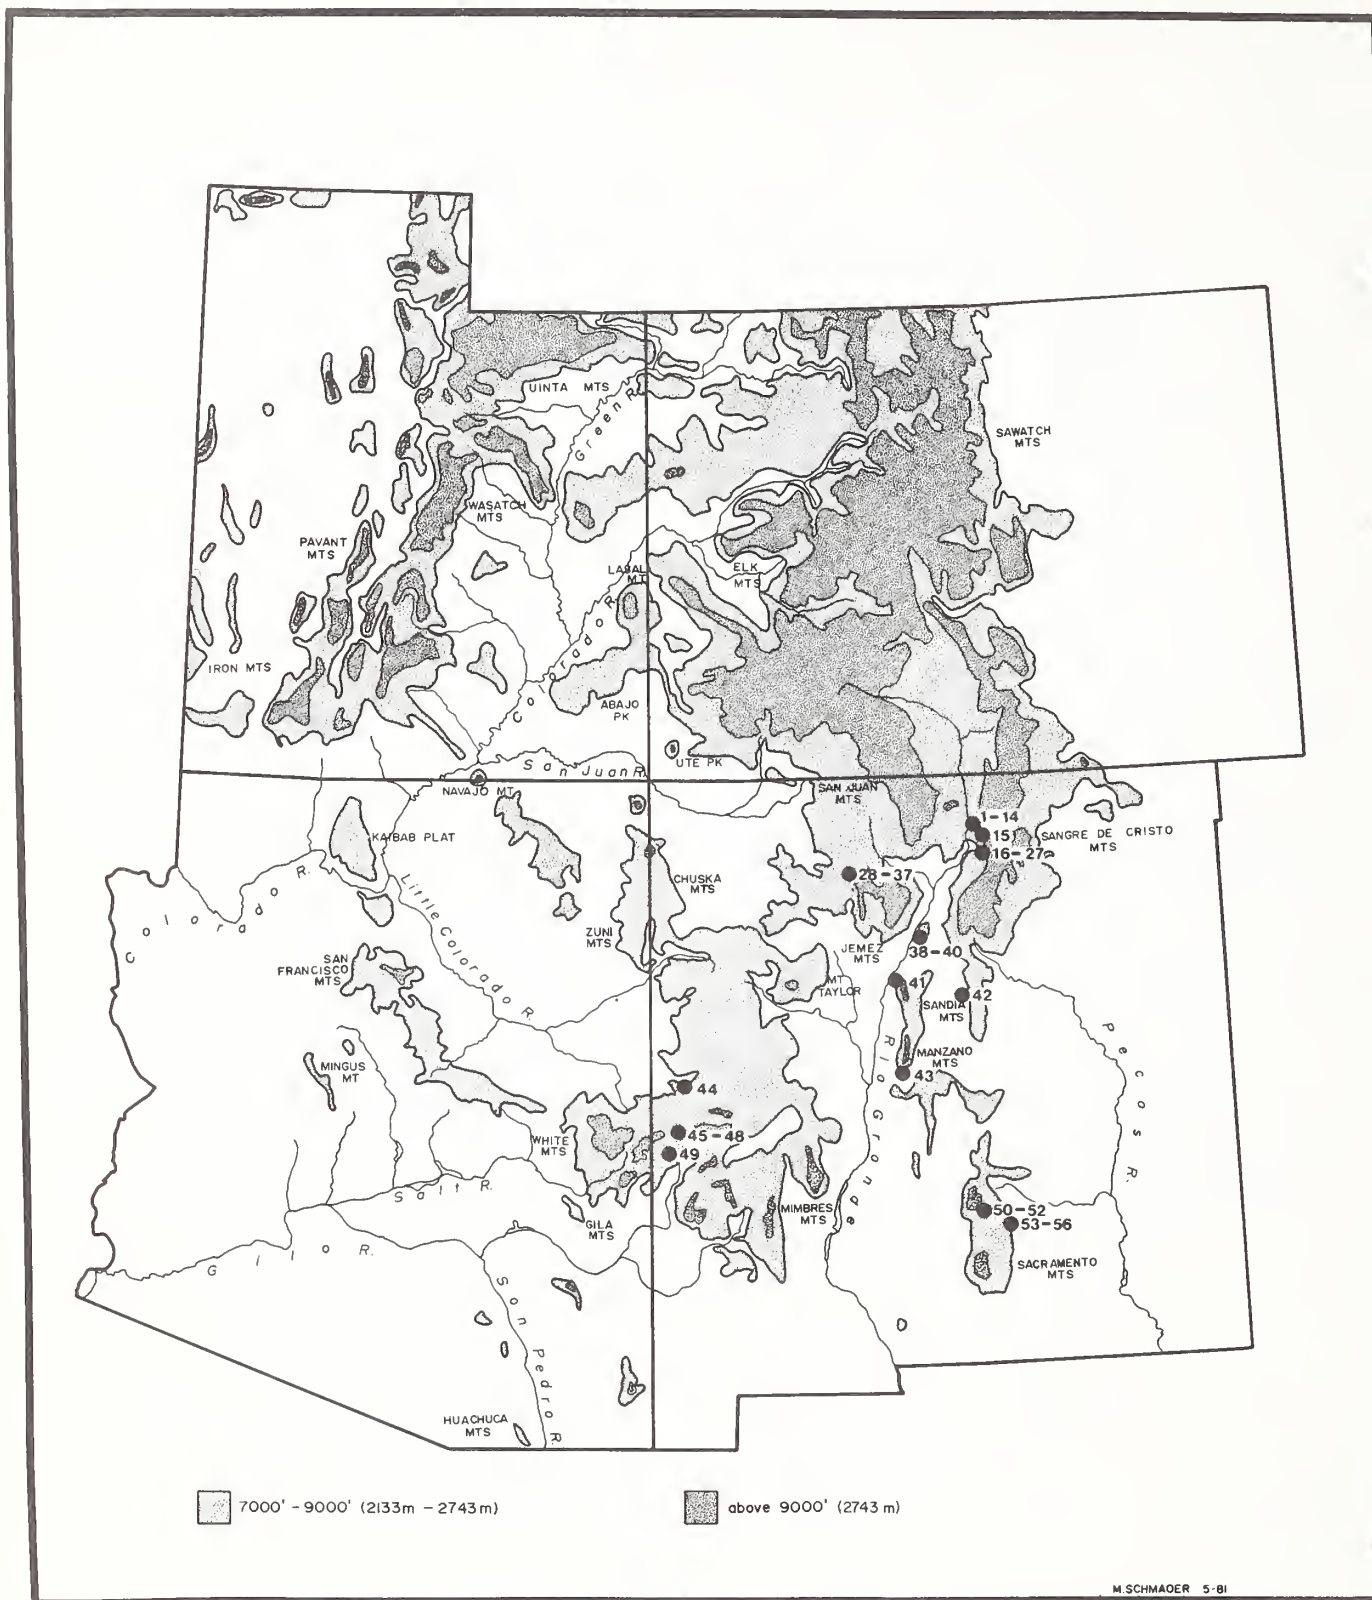 UINTA MTS
Green R.
SAWATCH
MTS
WASATCH
MTS
PAVANT
MTS
LASAL
MT
ELK
MTS
Colorado R.
IRON MTS
ABAJO
PK
UTE PK
San Juan R.
NAVAJO MT.
SAN JUAN
MTS
KAIBAB PLAT
1-14
15
SANGRE DE CRISTO
MTS
16-27
28-37
CHUSKA
MTS
Colorado R.
Little Colorado R.
ZUNI
MTS
JEMEZ
MTS
38-40
SAN
FRANCISCO
MTS
MT
TAYLOR
41
SANDIA
MTS
42
Pecos R.
MINGUS
MT
MANZANO
MTS
43
44
Rio Grande
WHITE
MTS
45-48
49
Salt R.
GILA
MTS
MIMBRES
MTS
50-52
53-56
Gila R.
SACRAMENTO
MTS
San Pedro R.
HUACHUCA
MTS
7000' - 9000' (2133m - 2743m)
above 9000' (2743 m)
M.SCHMAOER 5-81